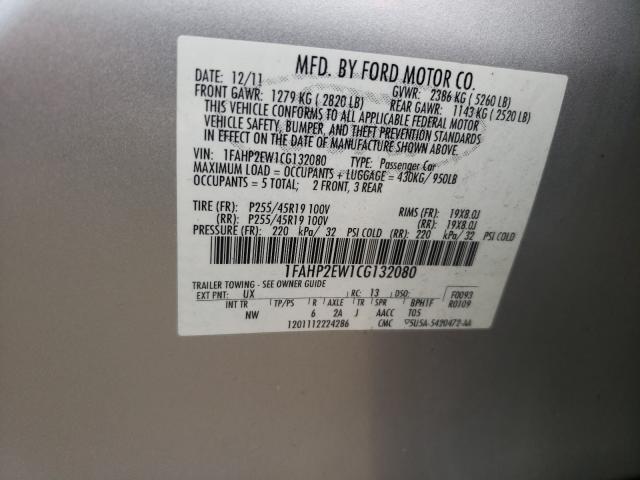 MFD. BY FORD MOTOR CO.
DATE: 12/11 GVWR: 2386 KG ( 5260 LB)
FRONT GAWR: 1279 KG ( 2820 LB) REAR GAWR: 1143 KG ( 2520 LB)
THIS VEHICLE CONFORMS TO ALL APPLICABLE FEDERAL MOTOR
VEHICLE SAFETY, BUMPER, AND THEFT PREVENTION STANDARDS
IN EFFECT ON THE DATE OF MANUFACTURE SHOWN ABOVE.
VIN: 1FAHP2EW1CG132080 TYPE: Passenger Car
MAXIMUM LOAD = OCCUPANTS + LUGGAGE = 430KG/ 950LB
OCCUPANTS = 5 TOTAL; 2 FRONT, 3 REAR
TIRE (FR): P255/45R19 100V RIMS (FR): 19X8.0J
(RR): P255/45R19 100V (RR): 19X8.0J
PRESSURE (FR): 220 kPa/ 32 PSI COLD (RR): 220 kPa/ 32 PSI COLD
1FAHP2EW1CG132080
TRAILER TOWING - SEE OWNER GUIDE
EXT PNT: UX RC: 13 DSO: F0093
INT TR TP/PS R AXLE TR SPR BPH1F R0109
NW 6 2A J AACC T05
1201112224286 CMC 5U5A-5420472-AA